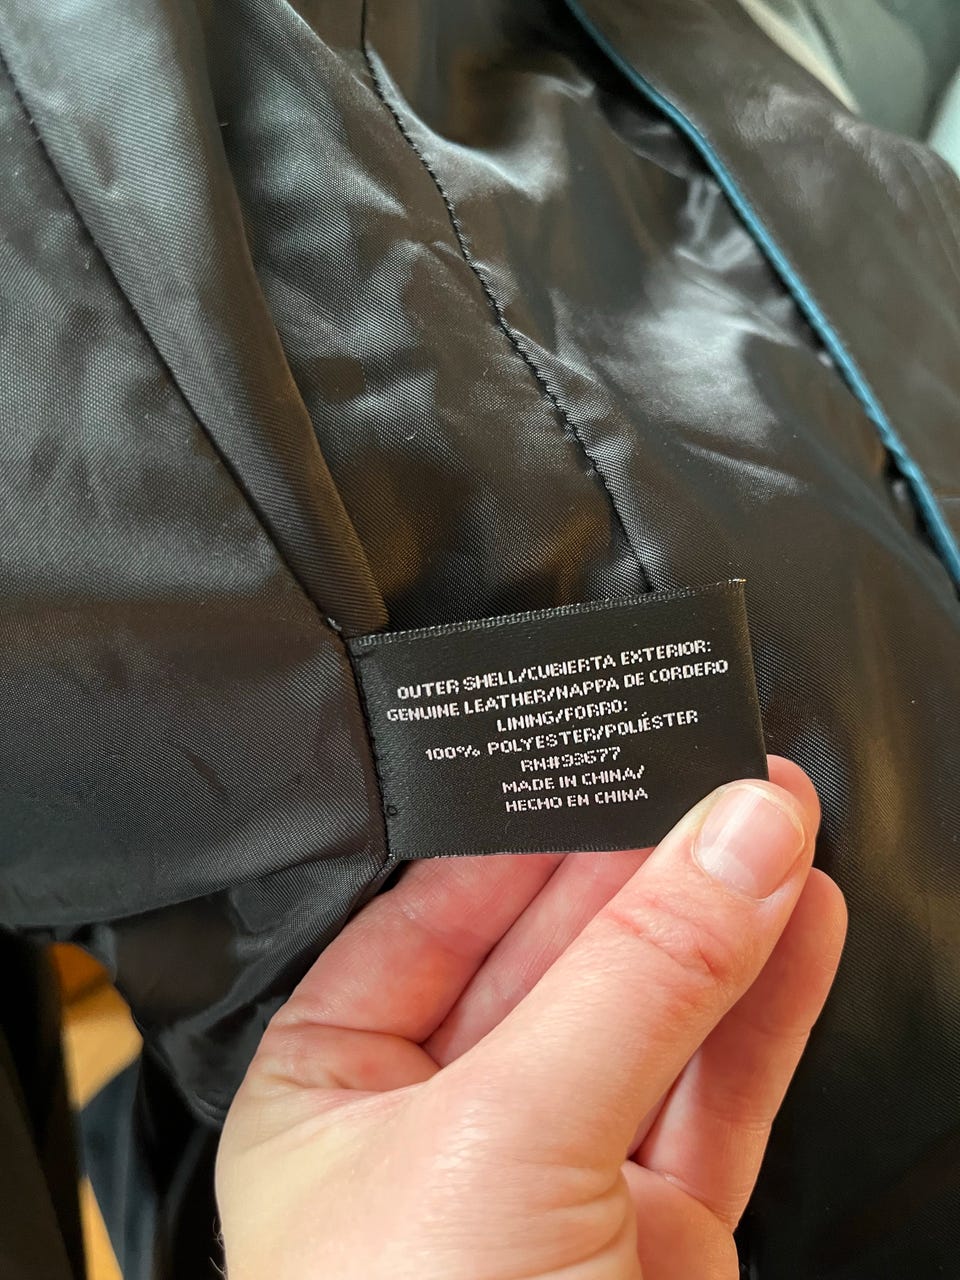 OUTER SHELL/CUBIERTA EXTERIOR:
GENUINE LEATHER/NAPPA DE CORDERO
LINING/FORRO:
100% POLYESTER/POLIÉSTER
RN#93677
MADE IN CHINA/
HECHO EN CHINA